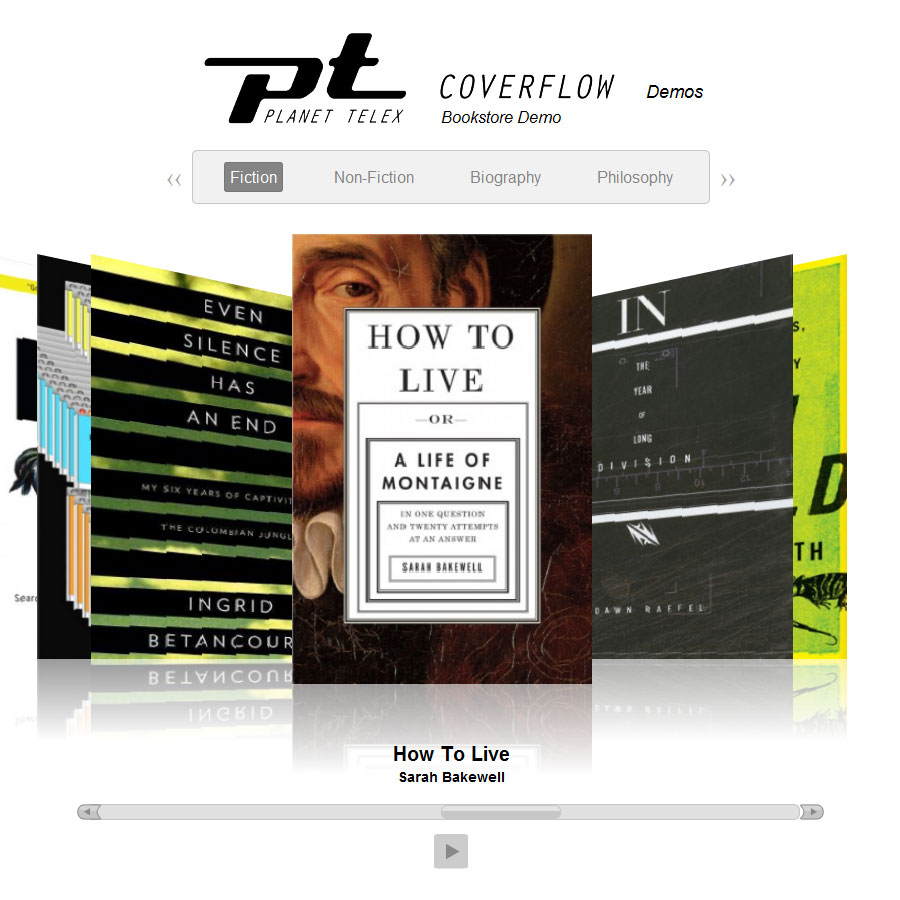 pt
PLANET TELEX
COVERFLOW
Demos
Bookstore Demo
‹‹
Fiction
Non-Fiction
Biography
Philosophy
››
EVEN
SILENCE
HAS
AN END
MY SIX YEARS OF CAPTIVIT
THE COLOMBIAN JUNGL
INGRID
BETANCOUR
HOW TO
LIVE
—OR—
A LIFE OF
MONTAIGNE
IN ONE QUESTION
AND TWENTY ATTEMPTS
AT AN ANSWER
SARAH BAKEWELL
IN
THE
YEAR
OF
LONG
DIVISION
DAWN RAFFEL
S,
Y
D
TH
Sear
How To Live
Sarah Bakewell